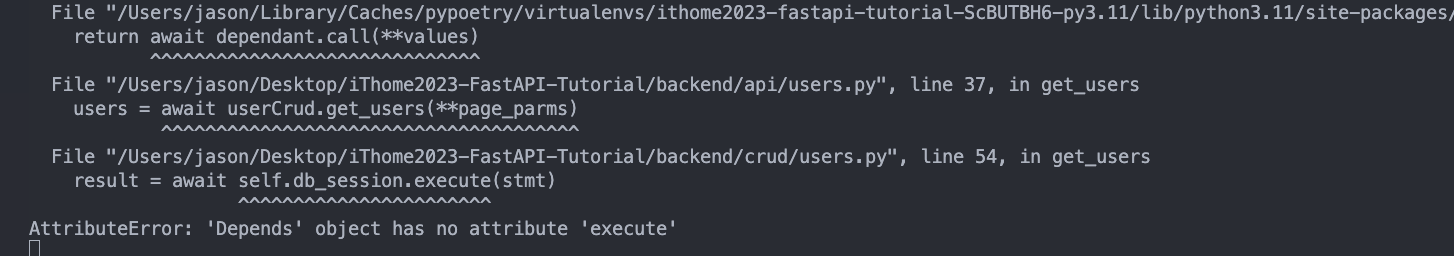 File "/Users/jason/Library/Caches/pypoetry/virtualenvs/ithome2023-fastapi-tutorial-ScBUTBH6-py3.11/lib/python3.11/site-packages/
return await dependant.call(**values)
^^^^^^^^^^^^^^^^^^^^^^^^^^^^^^
File "/Users/jason/Desktop/iThome2023-FastAPI-Tutorial/backend/api/users.py", line 37, in get_users
users = await userCrud.get_users(**page_parms)
^^^^^^^^^^^^^^^^^^^^^^^^^^^^^^^^^^^^^^
File "/Users/jason/Desktop/iThome2023-FastAPI-Tutorial/backend/crud/users.py", line 54, in get_users
result = await self.db_session.execute(stmt)
^^^^^^^^^^^^^^^^^^^^^^^
AttributeError: 'Depends' object has no attribute 'execute'